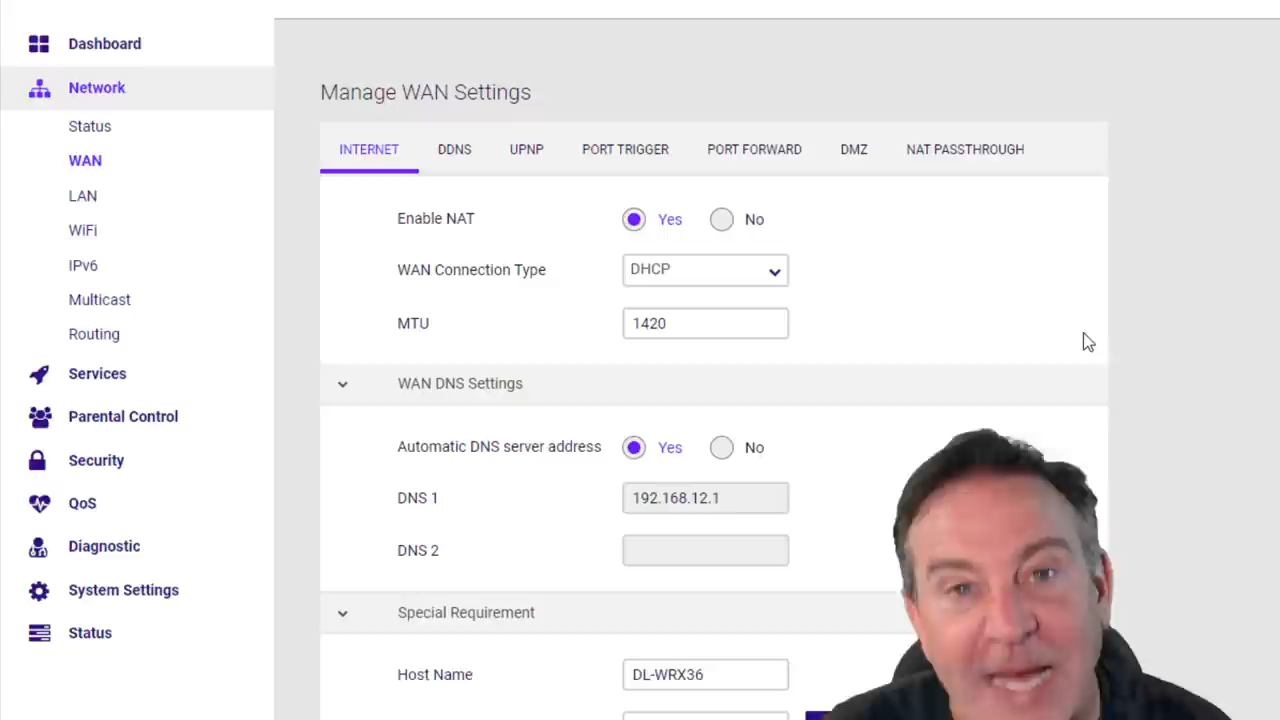 Dashboard
Network
Status
WAN
LAN
WiFi
IPv6
Multicast
Routing
Services
Parental Control
Security
QoS
Diagnostic
System Settings
Status
Manage WAN Settings
INTERNET DDNS UPNP PORT TRIGGER PORT FORWARD DMZ NAT PASSTHROUGH
Enable NAT Yes No
WAN Connection Type DHCP
MTU 1420
WAN DNS Settings
Automatic DNS server address Yes No
DNS 1 192.168.12.1
DNS 2
Special Requirement
Host Name DL-WRX36